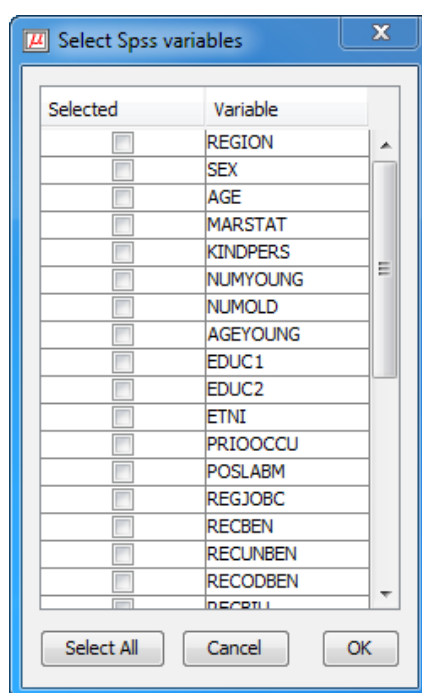 μ Select Spss variables x
Selected Variable
REGION
SEX
AGE
MARSTAT
KINDPERS
NUMYOUNG
NUMOLD
AGEYOUNG
EDUC1
EDUC2
ETNI
PRIOOCCU
POSLABM
REGJOBC
RECBEN
RECUNBEN
RECODBEN
Select All Cancel OK